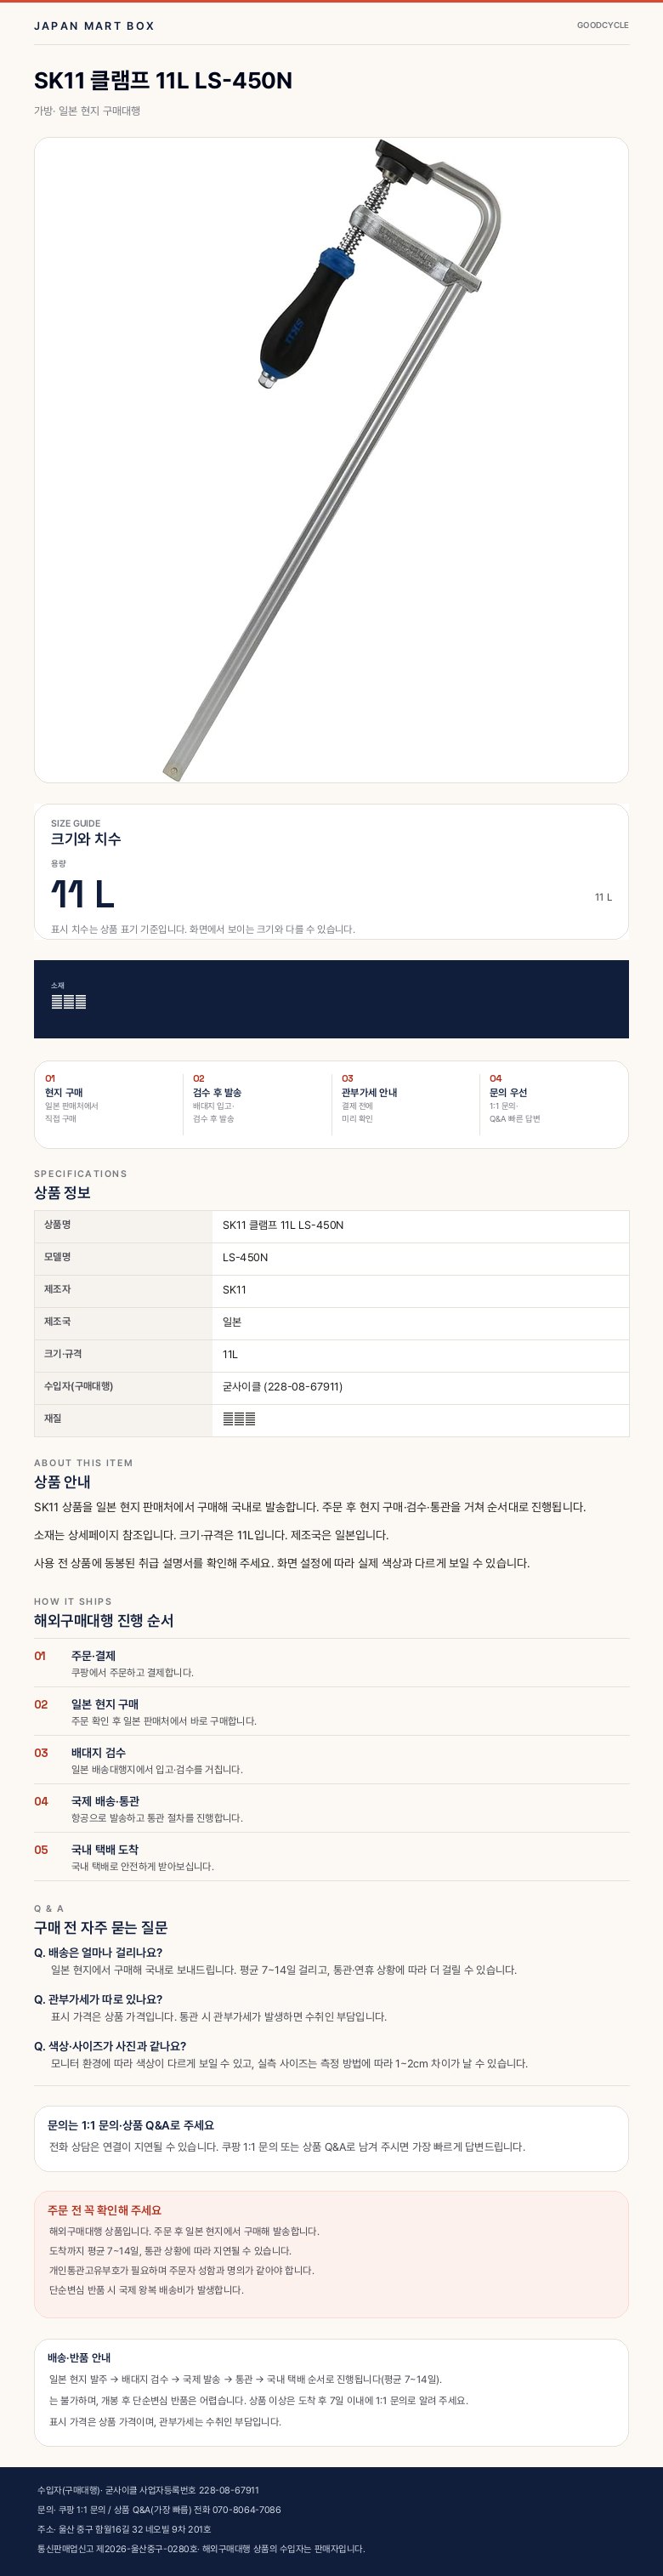 JAPAN MART BOX
GOODCYCLE
SK11 클램프 11L LS-450N
가방· 일본 현지 구매대행
SK11
SIZE GUIDE
크기와 치수
용량
11 L
11 L
표시 치수는 상품 표기 기준입니다. 화면에서 보이는 크기와 다를 수 있습니다.
소재
01
현지 구매
일본 판매처에서
직접 구매
02
검수 후 발송
배대지 입고·
검수 후 발송
03
관부가세 안내
결제 전에
미리 확인
04
문의 우선
1:1 문의·
Q&A 빠른 답변
SPECIFICATIONS
상품 정보
상품명 SK11 클램프 11L LS-450N
모델명 LS-450N
제조자 SK11
제조국 일본
크기·규격 11L
수입자(구매대행) 굳사이클 (228-08-67911)
재질
ABOUT THIS ITEM
상품 안내
SK11 상품을 일본 현지 판매처에서 구매해 국내로 발송합니다. 주문 후 현지 구매·검수·통관을 거쳐 순서대로 진행됩니다.
소재는 상세페이지 참조입니다. 크기·규격은 11L입니다. 제조국은 일본입니다.
사용 전 상품에 동봉된 취급 설명서를 확인해 주세요. 화면 설정에 따라 실제 색상과 다르게 보일 수 있습니다.
HOW IT SHIPS
해외구매대행 진행 순서
01 주문·결제
쿠팡에서 주문하고 결제합니다.
02 일본 현지 구매
주문 확인 후 일본 판매처에서 바로 구매합니다.
03 배대지 검수
일본 배송대행지에서 입고·검수를 거칩니다.
04 국제 배송·통관
항공으로 발송하고 통관 절차를 진행합니다.
05 국내 택배 도착
국내 택배로 안전하게 받아보십니다.
Q & A
구매 전 자주 묻는 질문
Q. 배송은 얼마나 걸리나요?
일본 현지에서 구매해 국내로 보내드립니다. 평균 7~14일 걸리고, 통관·연휴 상황에 따라 더 걸릴 수 있습니다.
Q. 관부가세가 따로 있나요?
표시 가격은 상품 가격입니다. 통관 시 관부가세가 발생하면 수취인 부담입니다.
Q. 색상·사이즈가 사진과 같나요?
모니터 환경에 따라 색상이 다르게 보일 수 있고, 실측 사이즈는 측정 방법에 따라 1~2cm 차이가 날 수 있습니다.
문의는 1:1 문의·상품 Q&A로 주세요
전화 상담은 연결이 지연될 수 있습니다. 쿠팡 1:1 문의 또는 상품 Q&A로 남겨 주시면 가장 빠르게 답변드립니다.
주문 전 꼭 확인해 주세요
해외구매대행 상품입니다. 주문 후 일본 현지에서 구매해 발송합니다.
도착까지 평균 7~14일, 통관 상황에 따라 지연될 수 있습니다.
개인통관고유부호가 필요하며 주문자 성함과 명의가 같아야 합니다.
단순변심 반품 시 국제 왕복 배송비가 발생합니다.
배송·반품 안내
일본 현지 발주 → 배대지 검수 → 국제 발송 → 통관 → 국내 택배 순서로 진행됩니다(평균 7~14일).
는 불가하며, 개봉 후 단순변심 반품은 어렵습니다. 상품 이상은 도착 후 7일 이내에 1:1 문의로 알려 주세요.
표시 가격은 상품 가격이며, 관부가세는 수취인 부담입니다.
수입자(구매대행)· 굳사이클 사업자등록번호 228-08-67911
문의· 쿠팡 1:1 문의 / 상품 Q&A(가장 빠름) 전화 070-8064-7086
주소· 울산 중구 함월16길 32 네오빌 9차 201호
통신판매업신고 제2026-울산중구-0280호· 해외구매대행 상품의 수입자는 판매자입니다.